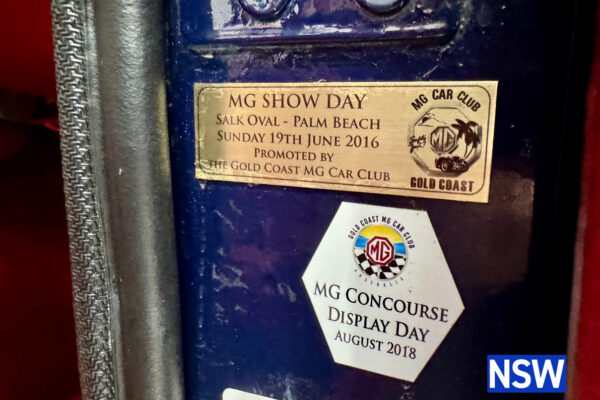 MG SHOW DAY
SALK OVAL - PALM BEACH
SUNDAY 19TH JUNE 2016
PROMOTED BY
THE GOLD COAST MG CAR CLUB
MG CAR CLUB
MG
GOLD COAST
GOLD COAST MG CAR CLUB
MG
AUSTRALIA
MG CONCOURSE
DISPLAY DAY
AUGUST 2018
NSW